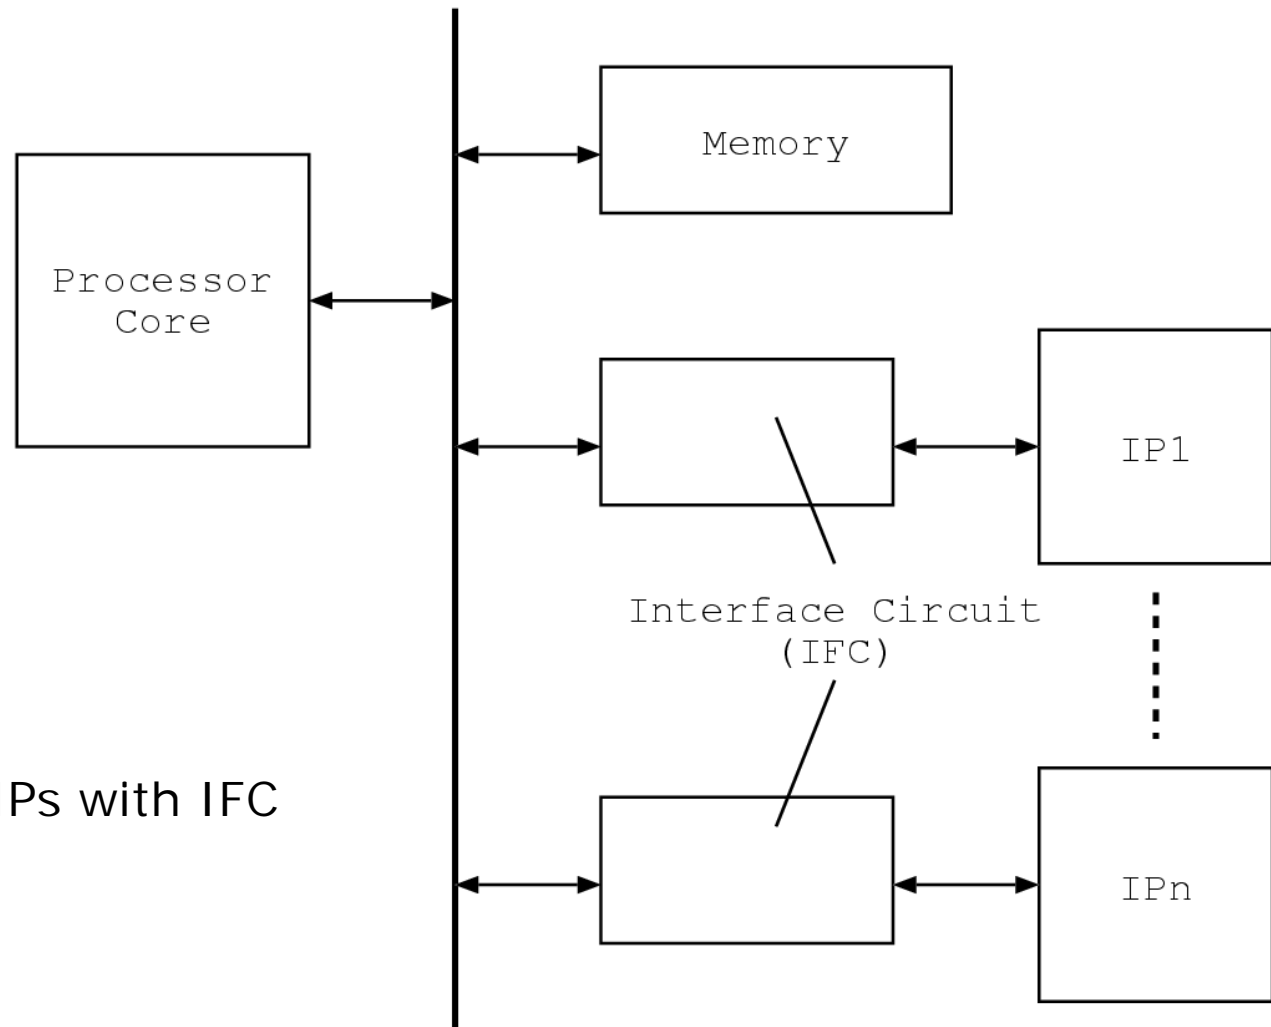 Memory
Processor
Core
IP1
Interface Circuit
(IFC)
Ps with IFC
IPn